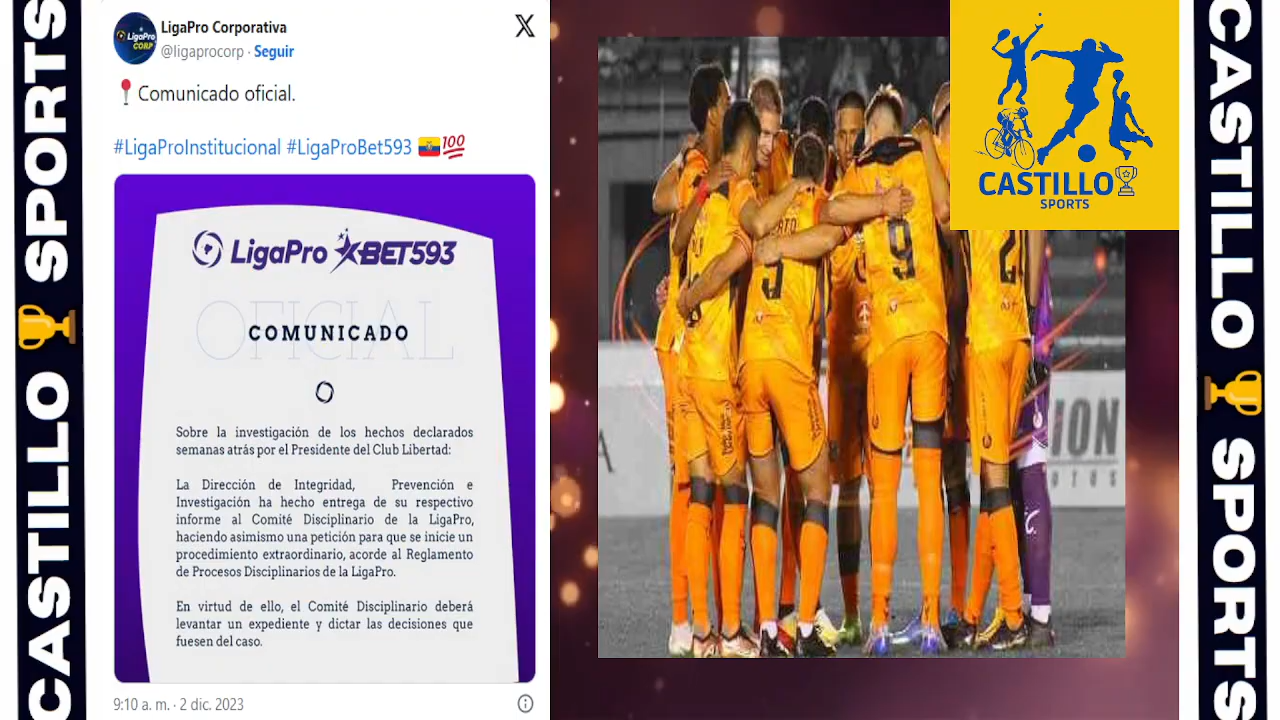 CASTILLO SPORTS
LigaPro
CORP
LigaPro Corporativa
@ligaprocorp · Seguir
Comunicado oficial.
#LigaProInstitucional #LigaProBet593 💯
LigaPro BET593
OFICIAL
COMUNICADO
Sobre la investigación de los hechos declarados
semanas atrás por el Presidente del Club Libertad:
La Dirección de Integridad, Prevención e
Investigación ha hecho entrega de su respectivo
informe al Comité Disciplinario de la LigaPro,
haciendo asimismo una petición para que se inicie un
procedimiento extraordinario, acorde al Reglamento
de Procesos Disciplinarios de la LigaPro.
En virtud de ello, el Comité Disciplinario deberá
levantar un expediente y dictar las decisiones que
fuesen del caso.
9:10 a. m. · 2 dic. 2023
5
9
2
ION
CASTILLO
SPORTS
CASTILLO SPORTS